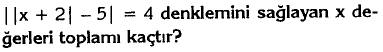 ||x + 2| – 5| = 4 denklemini sağlayan x de-
ğerleri toplamı kaçtır?